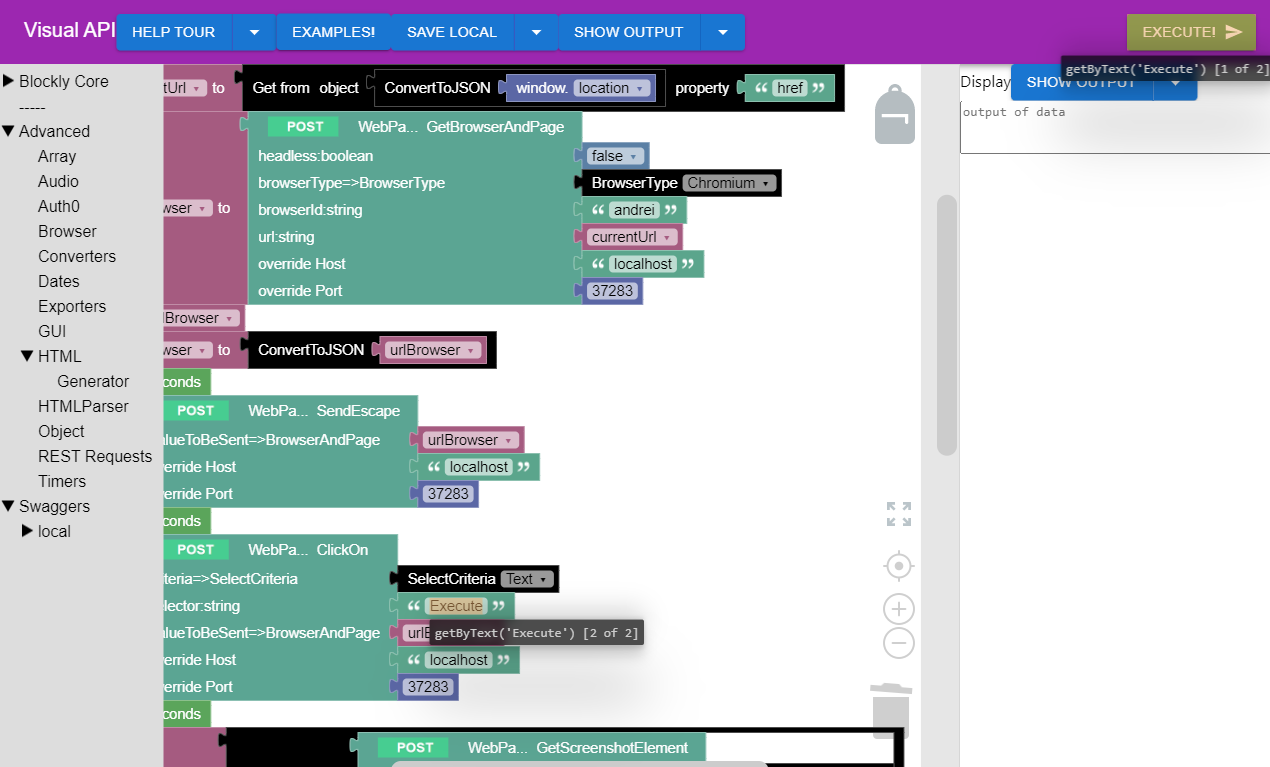 Visual API
HELP TOUR
EXAMPLES!
SAVE LOCAL
SHOW OUTPUT
EXECUTE!
getByText('Execute') [1 of 2]
Blockly Core
-----
Advanced
Array
Audio
Auth0
Browser
Converters
Dates
Exporters
GUI
HTML
Generator
HTMLParser
Object
REST Requests
Timers
Swaggers
local
tUrl to Get from object ConvertToJSON window. location property “ href ”
POST WebPa... GetBrowserAndPage
headless:boolean false
browserType=>BrowserType BrowserType Chromium
wser to browserId:string “ andrei ”
url:string currentUrl
override Host “ localhost ”
override Port 37283
lBrowser
wser to ConvertToJSON urlBrowser
conds
POST WebPa... SendEscape
alueToBeSent=>BrowserAndPage urlBrowser
verride Host “ localhost ”
verride Port 37283
conds
POST WebPa... ClickOn
iteria=>SelectCriteria SelectCriteria Text
elector:string “ Execute ”
alueToBeSent=>BrowserAndPage urlB
getByText('Execute') [2 of 2]
verride Host “ localhost ”
verride Port 37283
conds
POST WebPa... GetScreenshotElement
Display SHOW OUTPUT
output of data